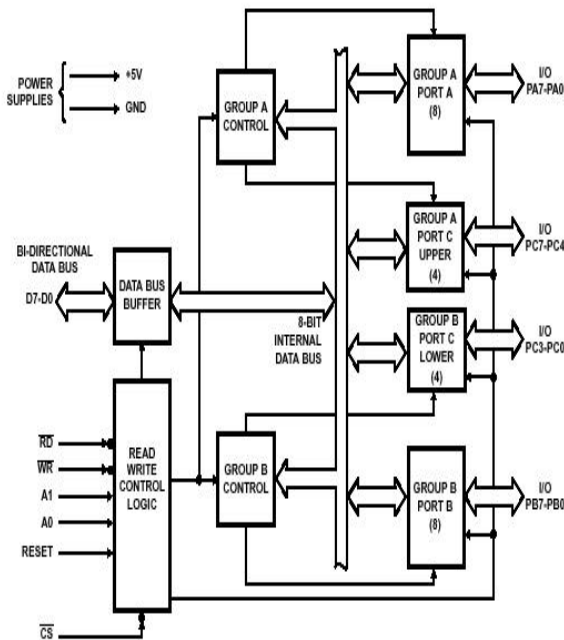 POWER
SUPPLIES
+5V
GND
GROUP A
CONTROL
GROUP A
PORT A
(8)
I/O
PA7-PA0
GROUP A
PORT C
UPPER
(4)
I/O
PC7-PC4
BI-DIRECTIONAL
DATA BUS
D7-D0
DATA BUS
BUFFER
8-BIT
INTERNAL
DATA BUS
GROUP B
PORT C
LOWER
(4)
I/O
PC3-PC0
RD
WR
A1
A0
RESET
CS
READ
WRITE
CONTROL
LOGIC
GROUP B
CONTROL
GROUP B
PORT B
(8)
I/O
PB7-PB0